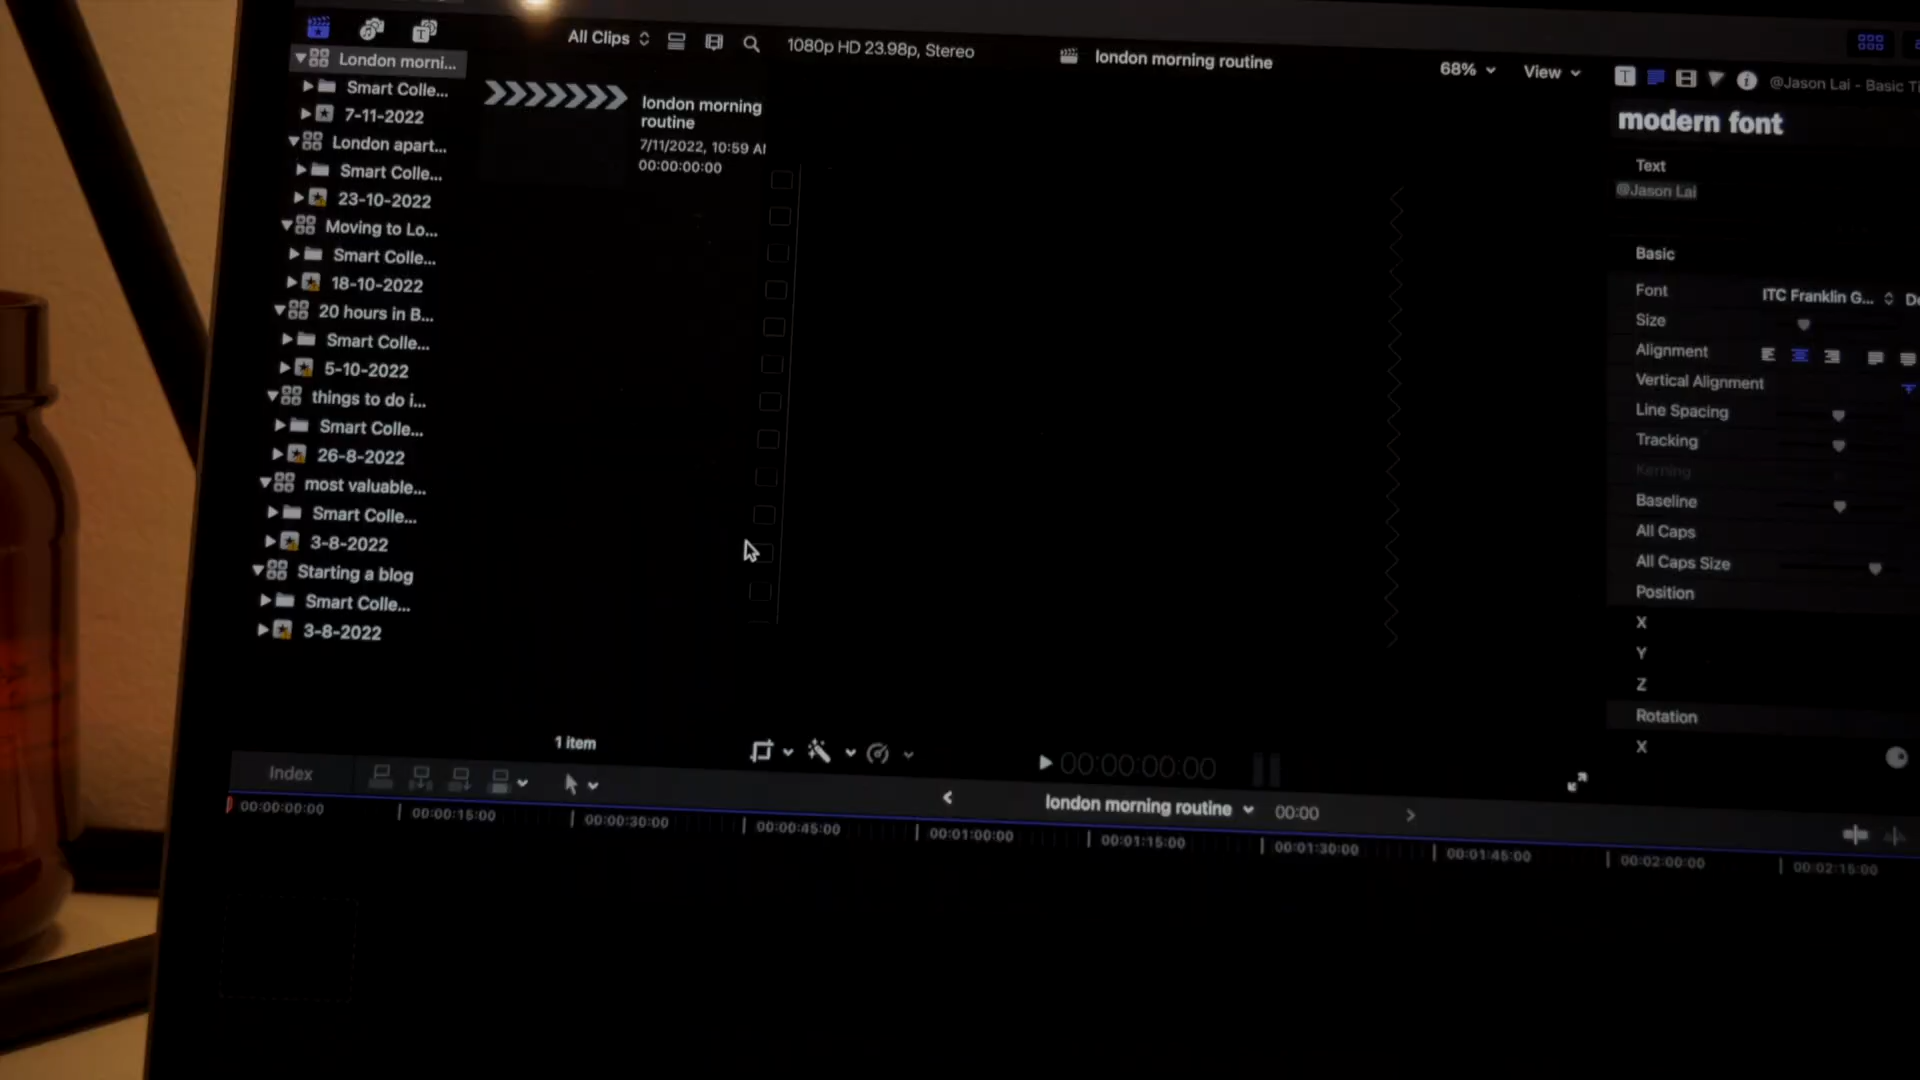 All Clips
1080p HD 23.98p, Stereo
london morning routine
68%
View
@Jason Lai - Basic Ti
London morni...
Smart Colle...
7-11-2022
London apart...
Smart Colle...
23-10-2022
Moving to Lo...
Smart Colle...
18-10-2022
20 hours in B...
Smart Colle...
5-10-2022
things to do i...
Smart Colle...
26-8-2022
most valuable...
Smart Colle...
3-8-2022
Starting a blog
Smart Colle...
3-8-2022
london morning
routine
7/11/2022, 10:59 AI
00:00:00:00
modern font
Text
@Jason Lai
Basic
Font
ITC Franklin G...
De
Size
Alignment
Vertical Alignment
Line Spacing
Tracking
Kerning
Baseline
All Caps
All Caps Size
Position
X
Y
Z
Rotation
X
1 item
00:00:00:00
Index
london morning routine
00:00
00:00:00:00
00:00:15:00
00:00:30:00
00:00:45:00
00:01:00:00
00:01:15:00
00:01:30:00
00:01:45:00
00:02:00:00
00:02:15:00